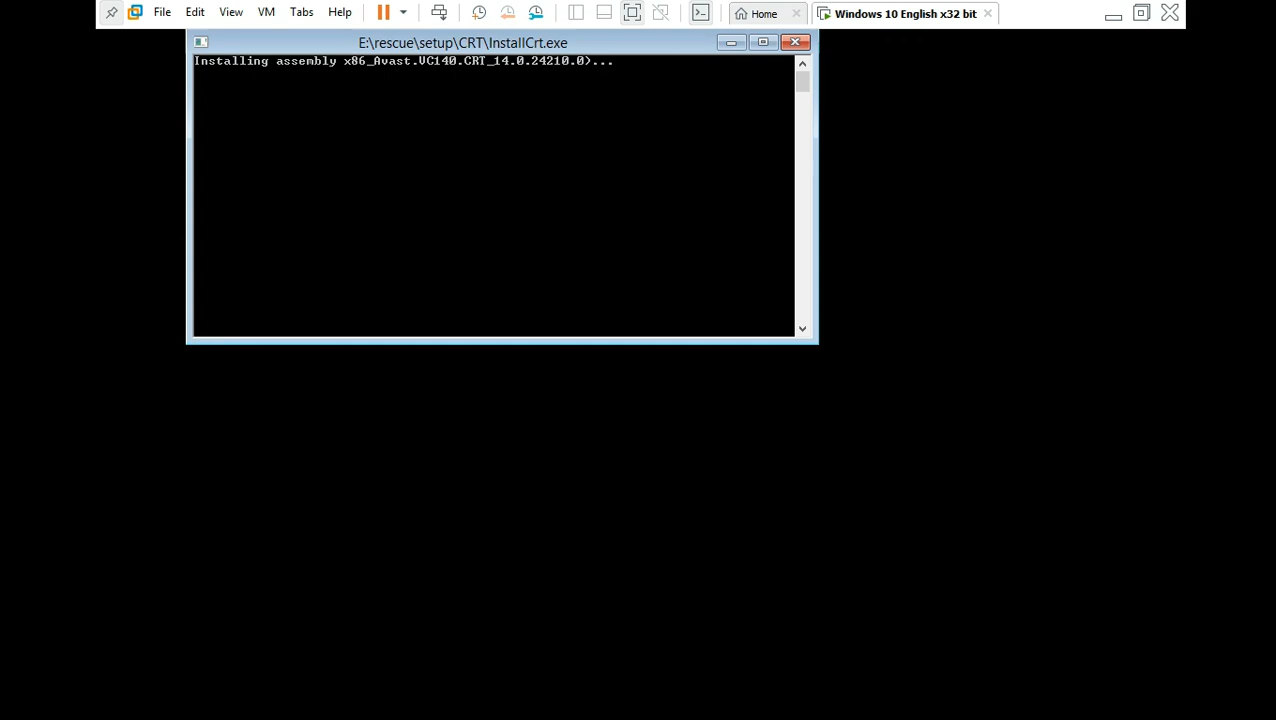 File Edit View VM Tabs Help Home Windows 10 English x32 bit
E:\rescue\setup\CRT\InstallCrt.exe
Installing assembly x86_Avast.VC140.CRT_14.0.24210.0)...